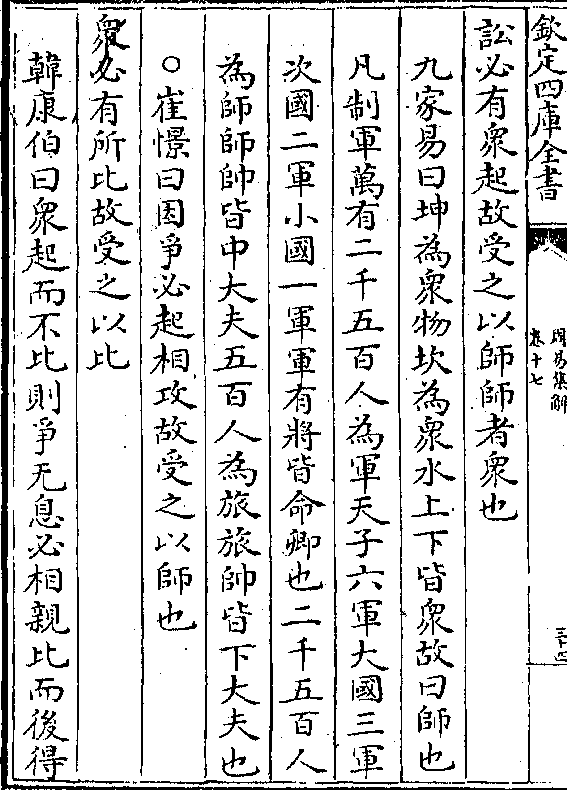 欽定四庫全書
周易集解
卷十七
訟必有衆起故受之以師師者衆也
九家易曰坤為衆物坎為衆水上下皆衆故曰師也
凡制軍萬有二千五百人為軍天子六軍大國三軍
次國二軍小國一軍軍有將皆命卿也二千五百人
為師師帥皆中大夫五百人為旅旅帥皆下大夫也
○崔憬曰因爭必起相攻故受之以師也
衆必有所比故受之以比
韓康伯曰衆起而不比則爭无息必相親比而後得